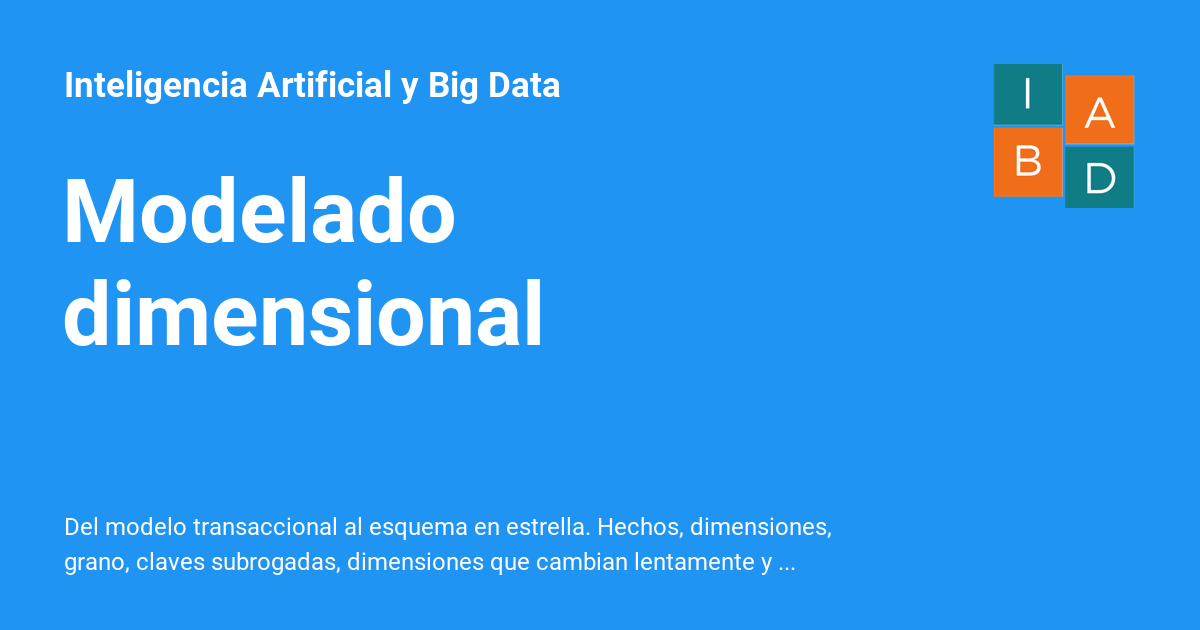 Inteligencia Artificial y Big Data
I A
B D
Modelado
dimensional
Del modelo transaccional al esquema en estrella. Hechos, dimensiones,
grano, claves subrogadas, dimensiones que cambian lentamente y ...